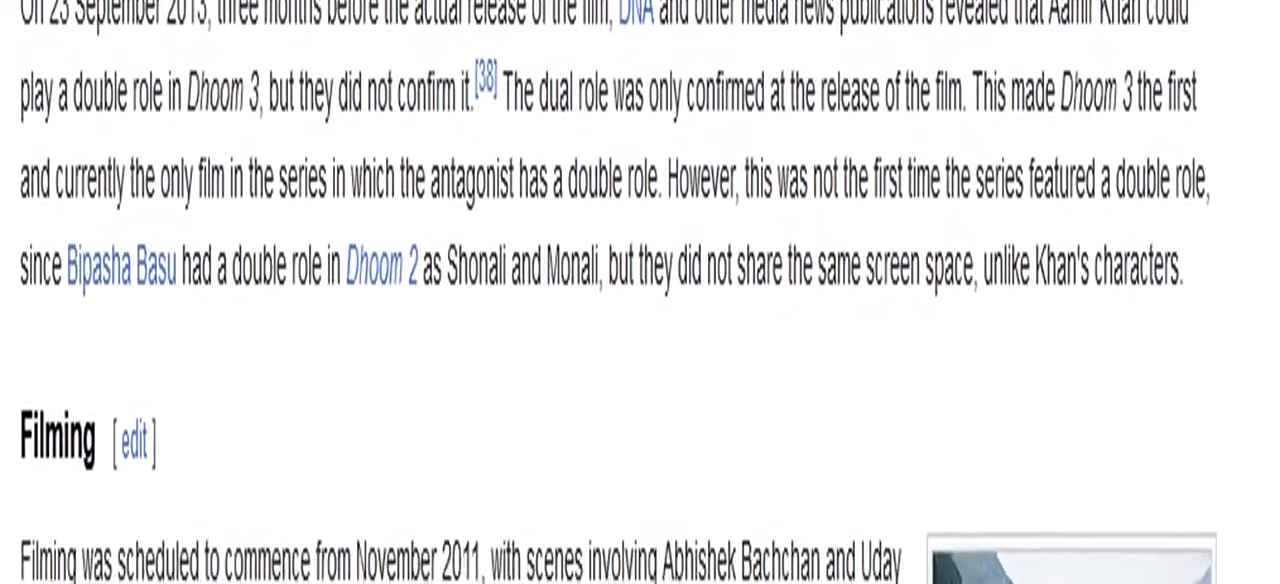 On 23 September 2013, three months before the actual release of the film, DNA and other media news publications revealed that Aamir Khan could
play a double role in Dhoom 3, but they did not confirm it.[38] The dual role was only confirmed at the release of the film. This made Dhoom 3 the first
and currently the only film in the series in which the antagonist has a double role. However, this was not the first time the series featured a double role,
since Bipasha Basu had a double role in Dhoom 2 as Shonali and Monali, but they did not share the same screen space, unlike Khan's characters.
Filming [ edit ]
Filming was scheduled to commence from November 2011, with scenes involving Abhishek Bachchan and Uday